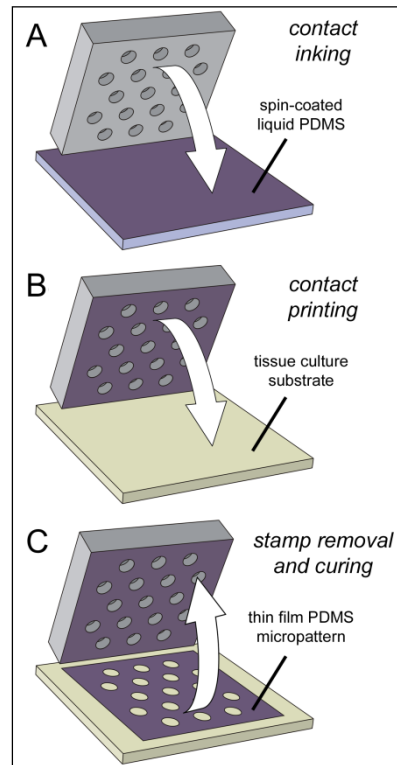 A
contact
inking
spin-coated
liquid PDMS
B
contact
printing
tissue culture
substrate
C
stamp removal
and curing
thin film PDMS
micropattern